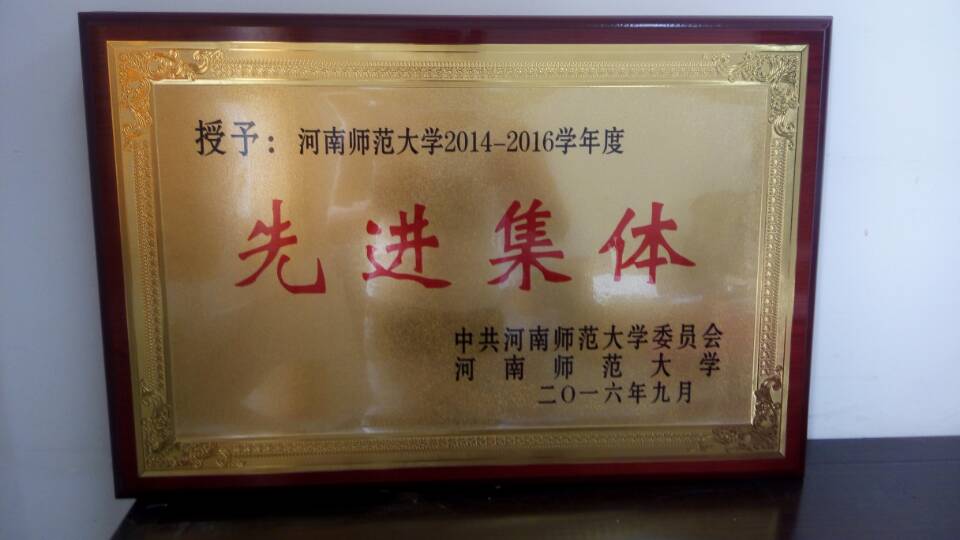 授予：河南师范大学2014-2016学年度
先进集体
中共河南师范大学委员会
河南师范大学
二〇一六年九月